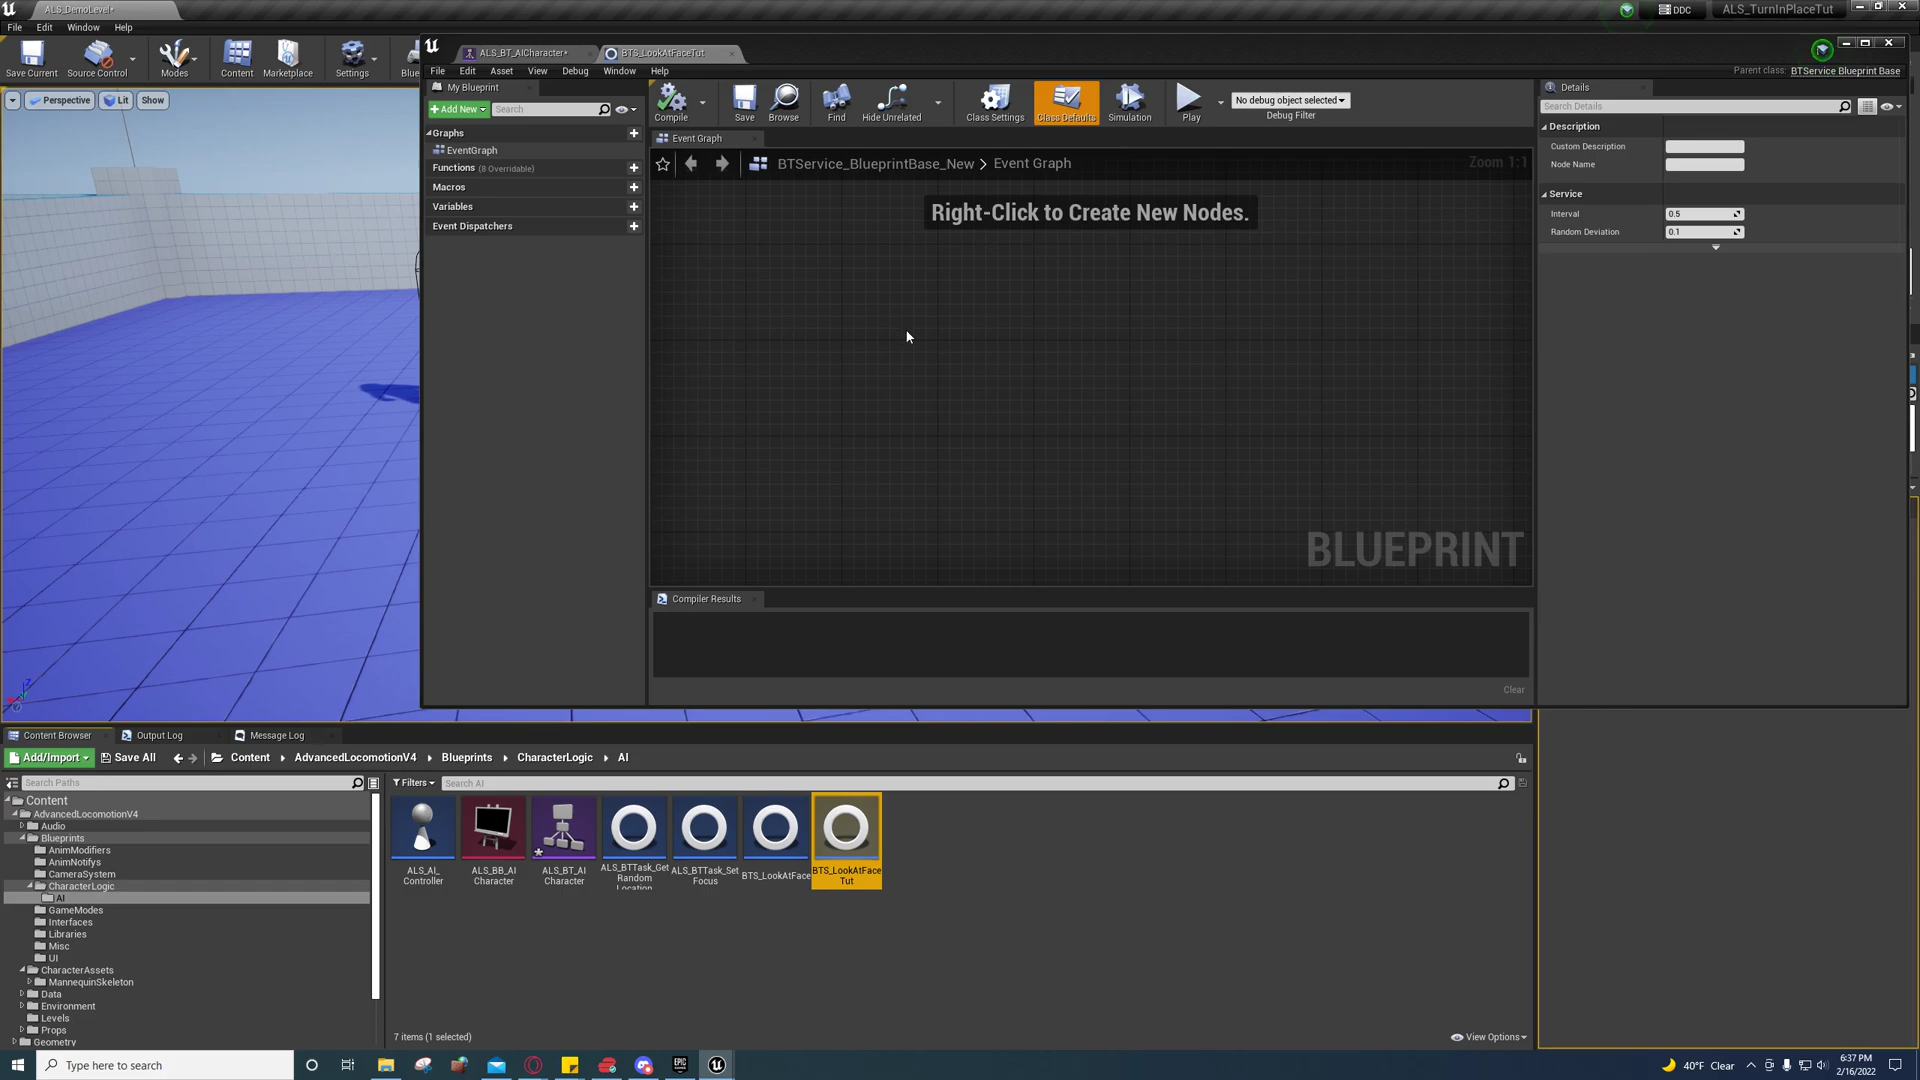 ALS_DemoLevel*
DDC
ALS_TurnInPlaceTut
File Edit Window Help
Save Current
Source Control
Modes
Content
Marketplace
Settings
Perspective
Lit
Show
ALS_BT_AICharacter*
BTS_LookAtFaceTut
File Edit Asset View Debug Window Help
Parent class: BTService Blueprint Base
My Blueprint
Add New
Search
Graphs
EventGraph
Functions (8 Overridable)
Macros
Variables
Event Dispatchers
Compile
Save
Browse
Find
Hide Unrelated
Class Settings
Class Defaults
Simulation
Play
No debug object selected
Debug Filter
Event Graph
BTService_BlueprintBase_New > Event Graph
Zoom 1:1
Right-Click to Create New Nodes.
BLUEPRINT
Compiler Results
Clear
Details
Search Details
Description
Custom Description
Node Name
Service
Interval 0.5
Random Deviation 0.1
Content Browser
Output Log
Message Log
Add/Import
Save All
Content
AdvancedLocomotionV4
Blueprints
CharacterLogic
AI
Search Paths
Filters
Search AI
Content
AdvancedLocomotionV4
Audio
Blueprints
AnimModifiers
AnimNotifys
CameraSystem
CharacterLogic
AI
GameModes
Interfaces
Libraries
Misc
UI
CharacterAssets
MannequinSkeleton
Data
Environment
Levels
Props
Geometry
ALS_AI_
Controller
ALS_BB_AI
Character
ALS_BT_AI
Character
ALS_BTTask_Get
Random
Location
ALS_BTTask_Set
Focus
BTS_LookAtFace
BTS_LookAtFace
Tut
7 items (1 selected)
View Options
Type here to search
EPIC
40°F Clear
6:37 PM
2/16/2022